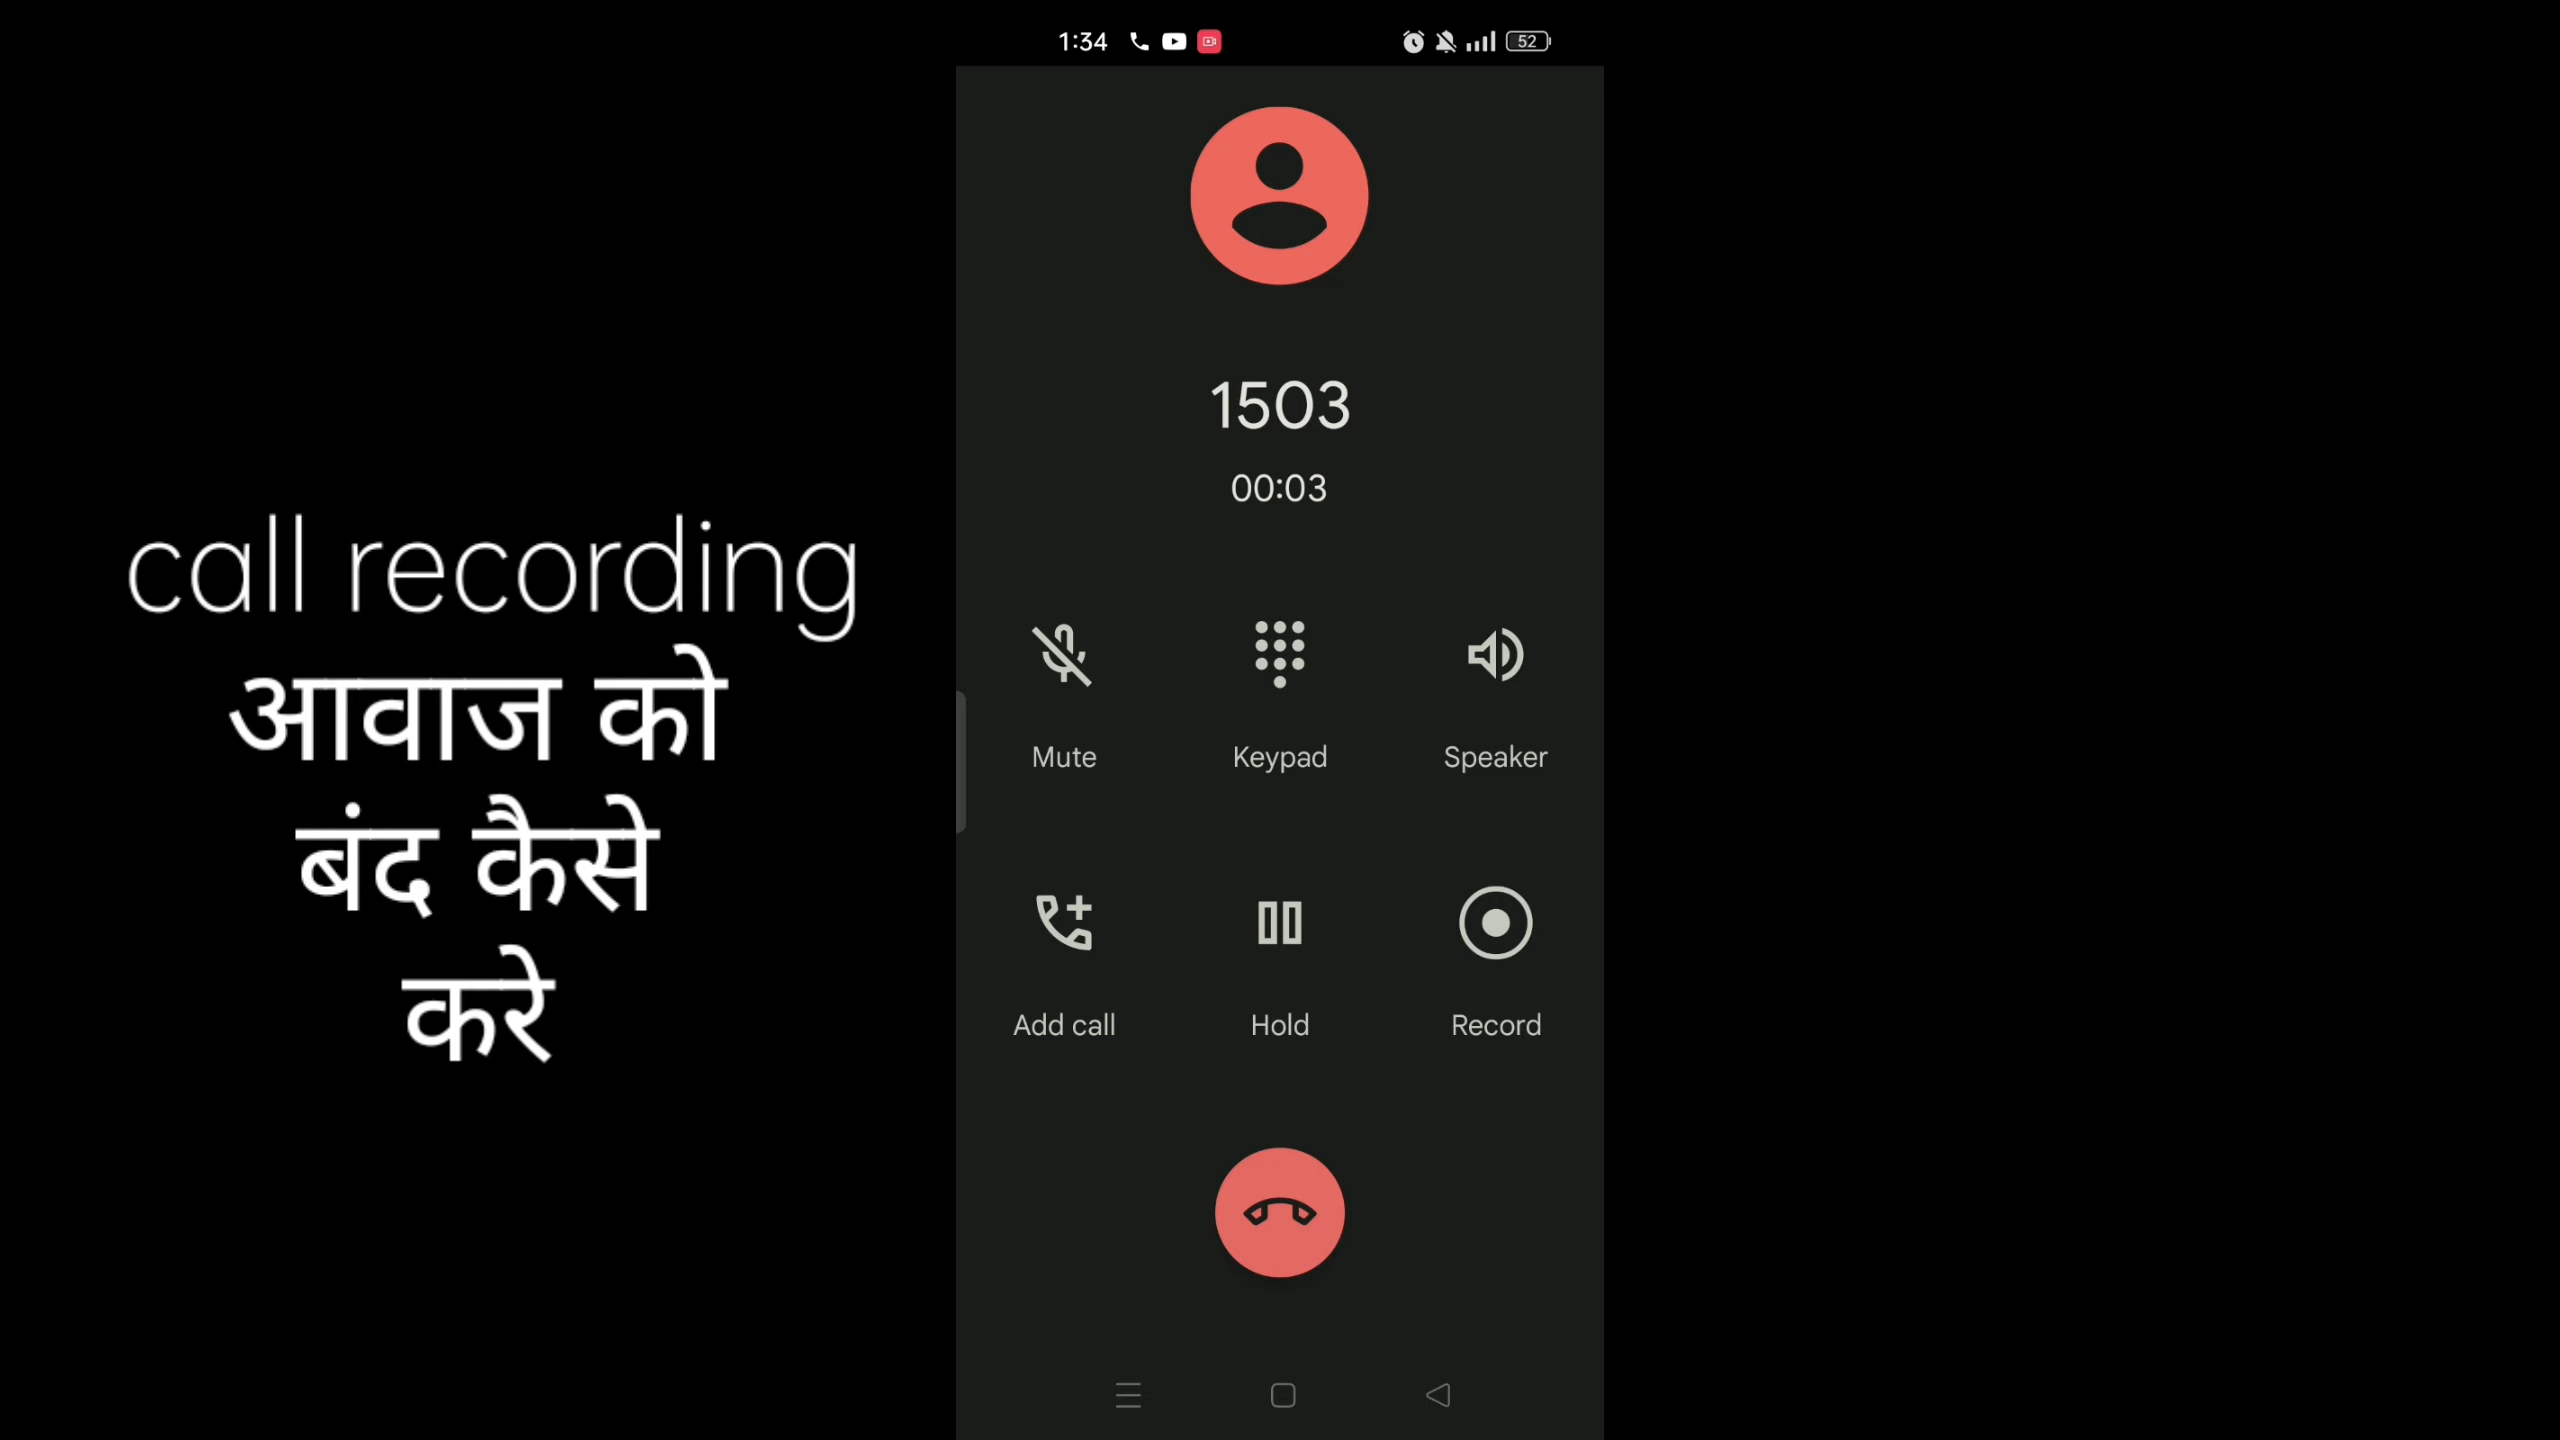 1:34
52
1503
00:03
call recording
आवाज को
बंद कैसे
करे
Mute Keypad Speaker
Add call Hold Record